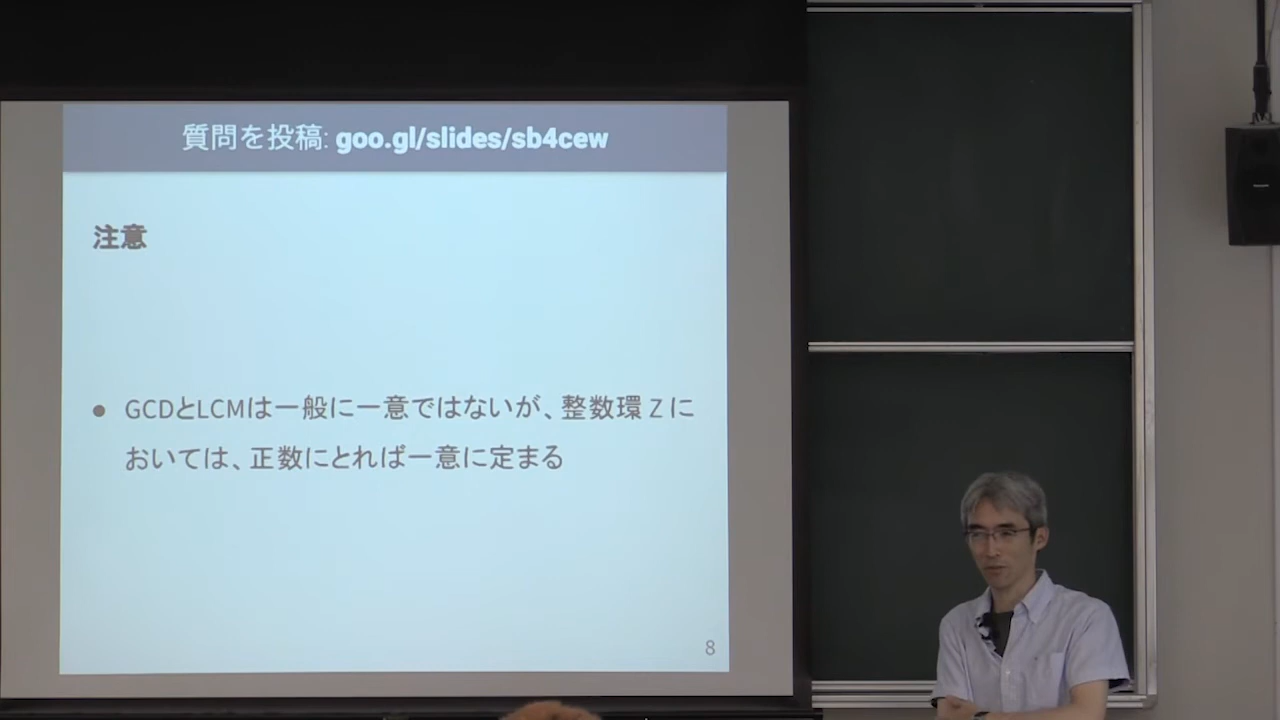 質問を投稿: goo.gl/slides/sb4cew
注意
● GCDとLCMは一般に一意ではないが、整数環 Z に
おいては、正数にとれば一意に定まる
8